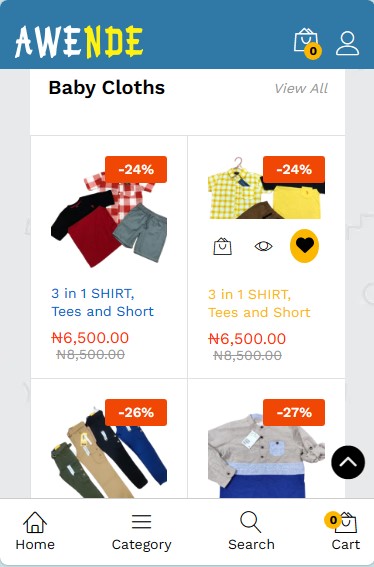 AWENDE
0
Baby Cloths
View All
-24%
-24%
3 in 1 SHIRT,
Tees and Short
₦6,500.00
₦8,500.00
3 in 1 SHIRT,
Tees and Short
₦6,500.00
₦8,500.00
-26%
-27%
Home
Category
Search
0
Cart